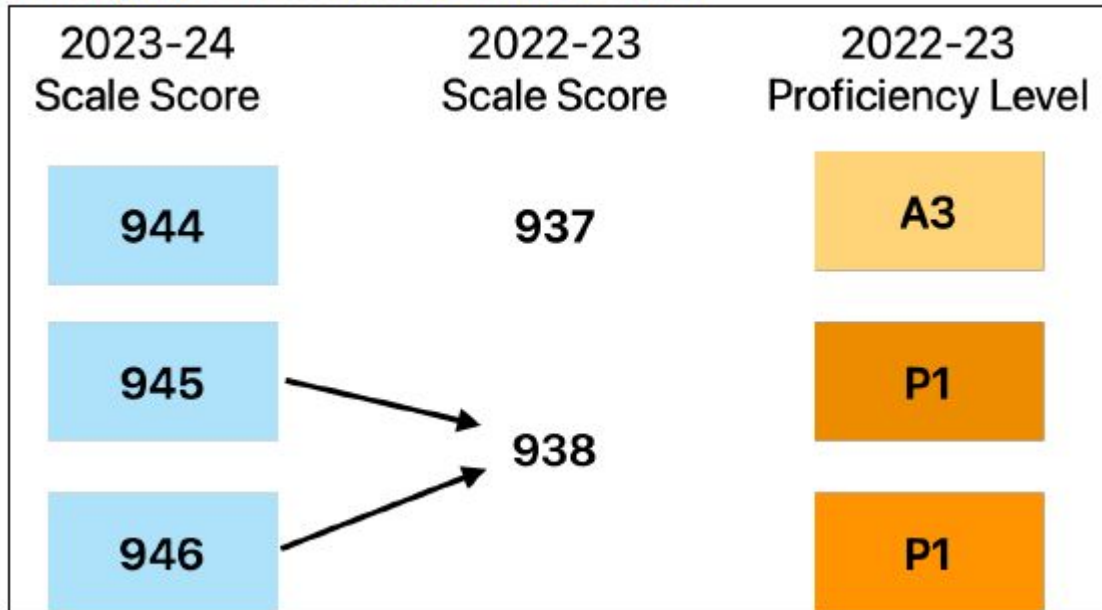 2023-24
Scale Score
2022-23
Scale Score
2022-23
Proficiency Level
944
937
A3
945
P1
938
946
P1